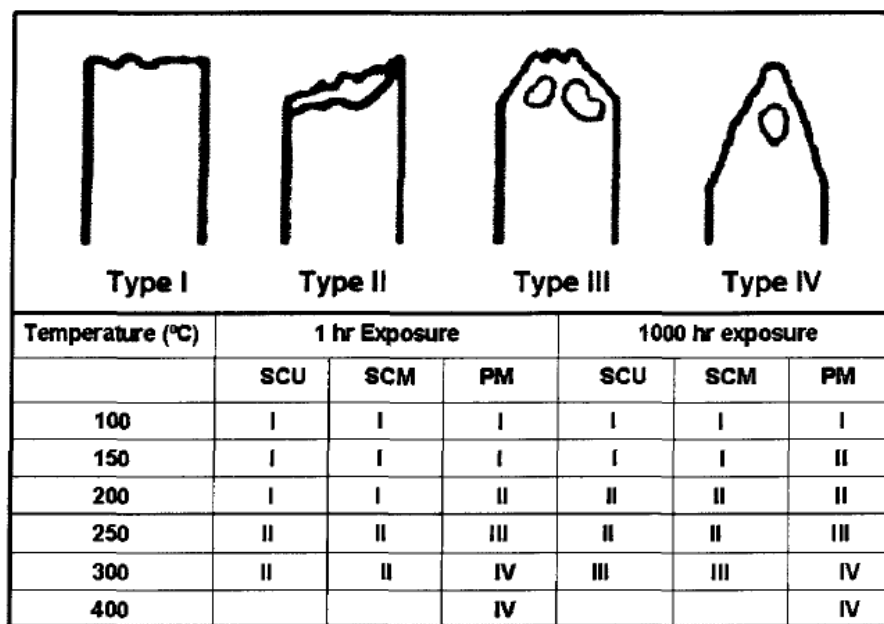 Type I Type II Type III Type IV
Temperature (ºC) 1 hr Exposure 1000 hr exposure
SCU SCM PM SCU SCM PM
100 I I I I I I
150 I I I I I II
200 I I II II II II
250 II II III II II III
300 II II IV III III IV
400 IV IV